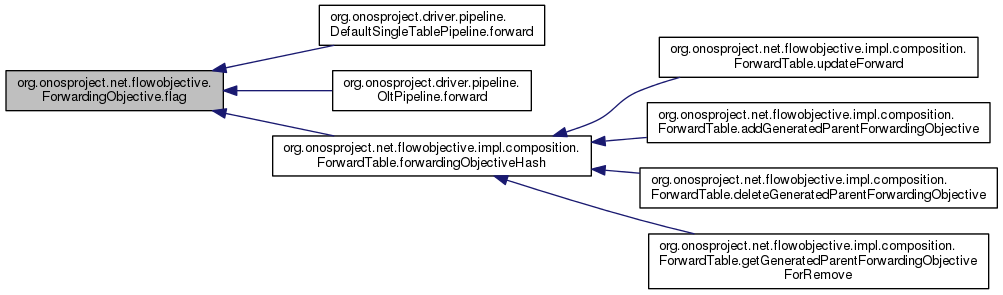 org.onosproject.net.flowobjective.
ForwardingObjective.flag
org.onosproject.driver.pipeline.
DefaultSingleTablePipeline.forward
org.onosproject.driver.pipeline.
OltPipeline.forward
org.onosproject.net.flowobjective.impl.composition.
ForwardTable.forwardingObjectiveHash
org.onosproject.net.flowobjective.impl.composition.
ForwardTable.updateForward
org.onosproject.net.flowobjective.impl.composition.
ForwardTable.addGeneratedParentForwardingObjective
org.onosproject.net.flowobjective.impl.composition.
ForwardTable.deleteGeneratedParentForwardingObjective
org.onosproject.net.flowobjective.impl.composition.
ForwardTable.getGeneratedParentForwardingObjective
ForRemove